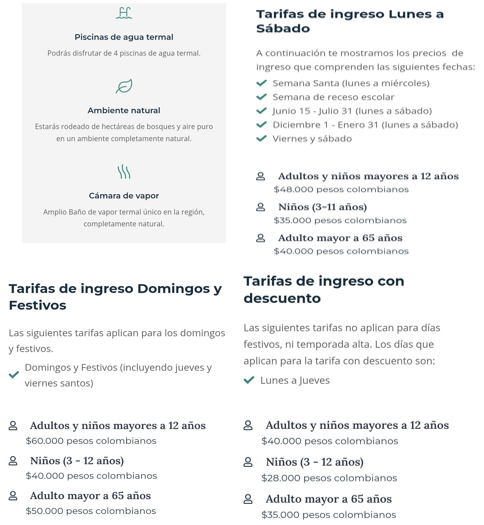 Piscinas de agua termal
Podrás disfrutar de 4 piscinas de agua termal.
Ambiente natural
Estarás rodeado de hectáreas de bosques y aire puro
en un ambiente completamente natural.
Cámara de vapor
Amplio Baño de vapor termal único en la región,
completamente natural.
Tarifas de ingreso Lunes a
Sábado
A continuación te mostramos los precios de
ingreso que comprenden las siguientes fechas:
Semana Santa (lunes a miércoles)
Semana de receso escolar
Junio 15 - Julio 31 (lunes a sábado)
Diciembre 1 - Enero 31 (lunes a sábado)
Viernes y sábado
Adultos y niños mayores a 12 años
$48.000 pesos colombianos
Niños (3-11 años)
$35.000 pesos colombianos
Adulto mayor a 65 años
$40.000 pesos colombianos
Tarifas de ingreso Domingos y
Festivos
Las siguientes tarifas aplican para los domingos
y festivos.
Domingos y Festivos (incluyendo jueves y
viernes santos)
Adultos y niños mayores a 12 años
$60.000 pesos colombianos
Niños (3 - 12 años)
$40.000 pesos colombianos
Adulto mayor a 65 años
$50.000 pesos colombianos
Tarifas de ingreso con
descuento
Las siguientes tarifas no aplican para días
festivos, ni temporada alta. Los días que
aplican para la tarifa con descuento son:
Lunes a Jueves
Adultos y niños mayores a 12 años
$40.000 pesos colombianos
Niños (3 - 12 años)
$28.000 pesos colombianos
Adulto mayor a 65 años
$35.000 pesos colombianos